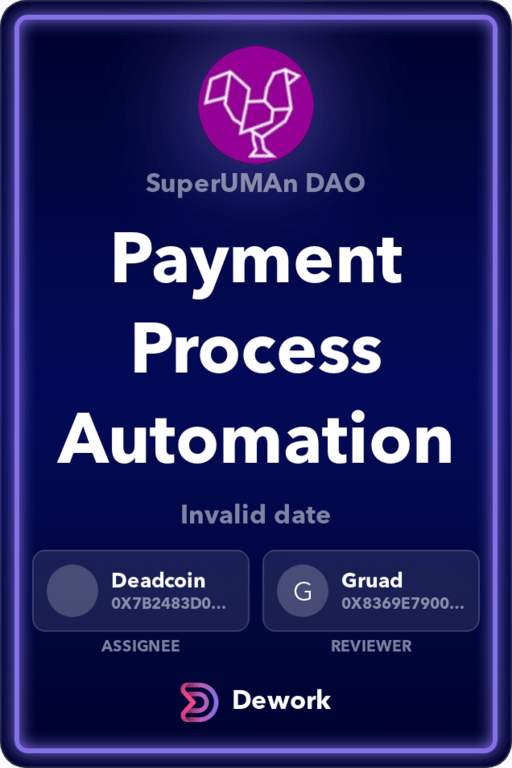 SuperUMAn DAO
Payment
Process
Automation
Invalid date
Deadcoin
0X7B2483D0...
ASSIGNEE
G
Gruad
0X8369E7900...
REVIEWER
Dework